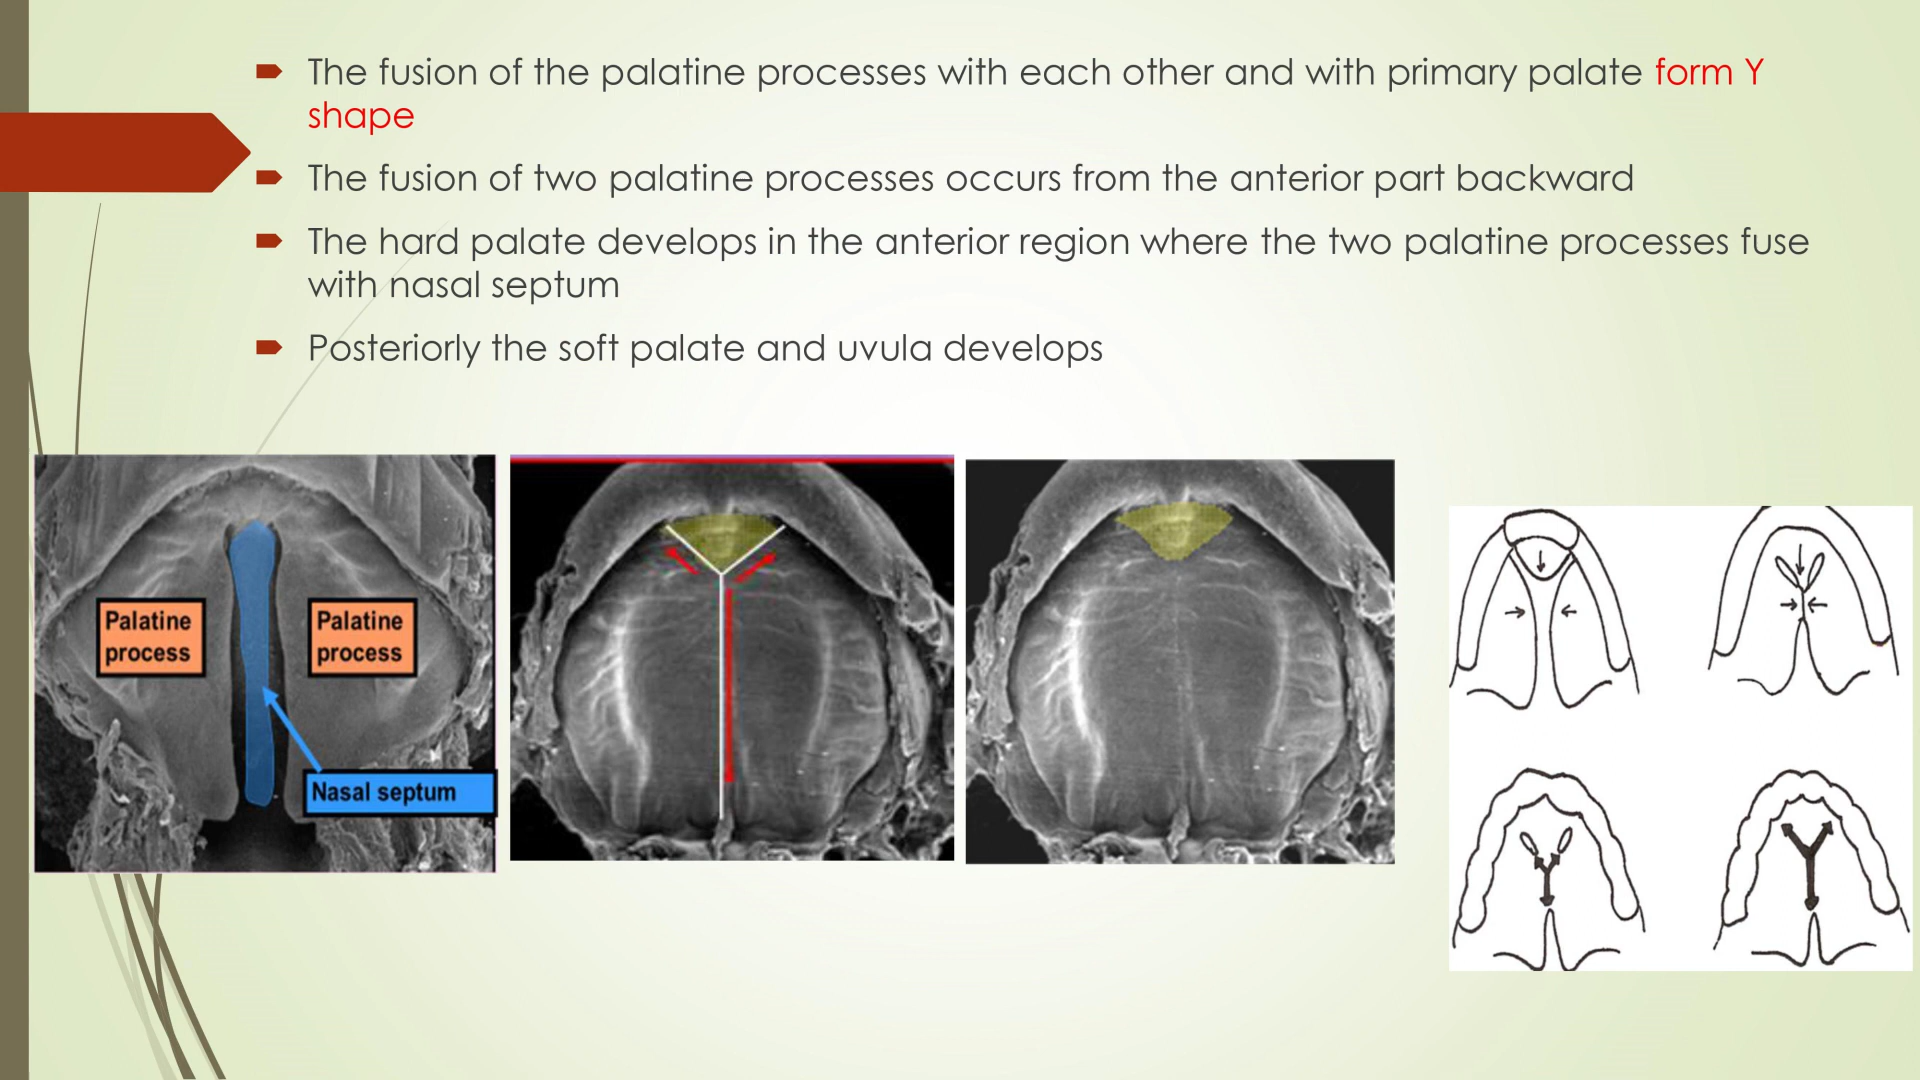 The fusion of the palatine processes with each other and with primary palate form Y
shape
The fusion of two palatine processes occurs from the anterior part backward
The hard palate develops in the anterior region where the two palatine processes fuse
with nasal septum
Posteriorly the soft palate and uvula develops
Palatine
process
Palatine
process
Nasal septum